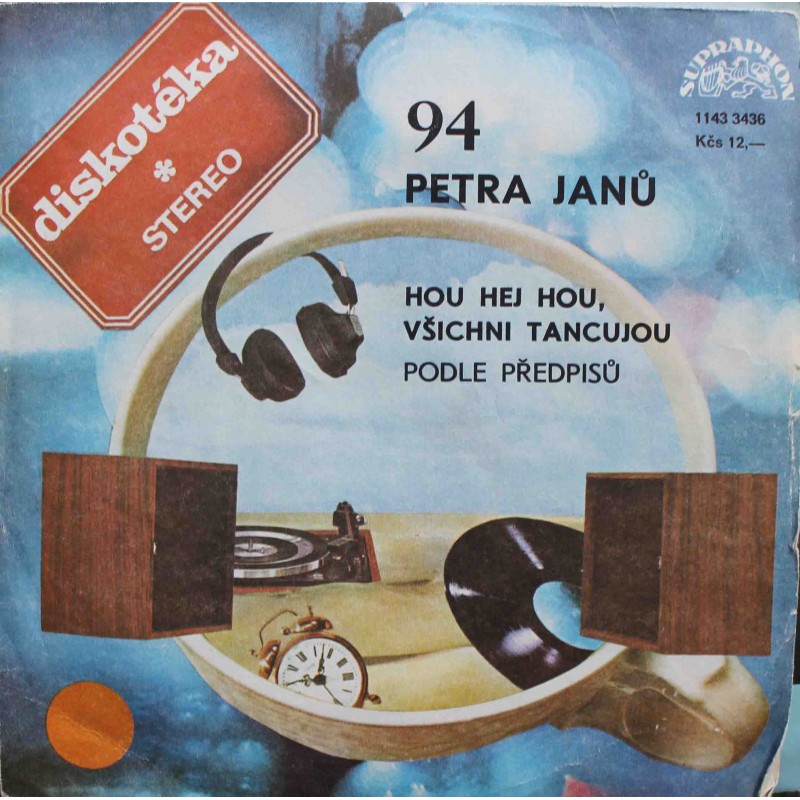 diskotéka
*
STEREO
94
PETRA JANŮ
SUPRAPHON
1143 3436
Kčs 12,—
HOU HEJ HOU,
VŠICHNI TANCUJOU
PODLE PŘEDPISŮ